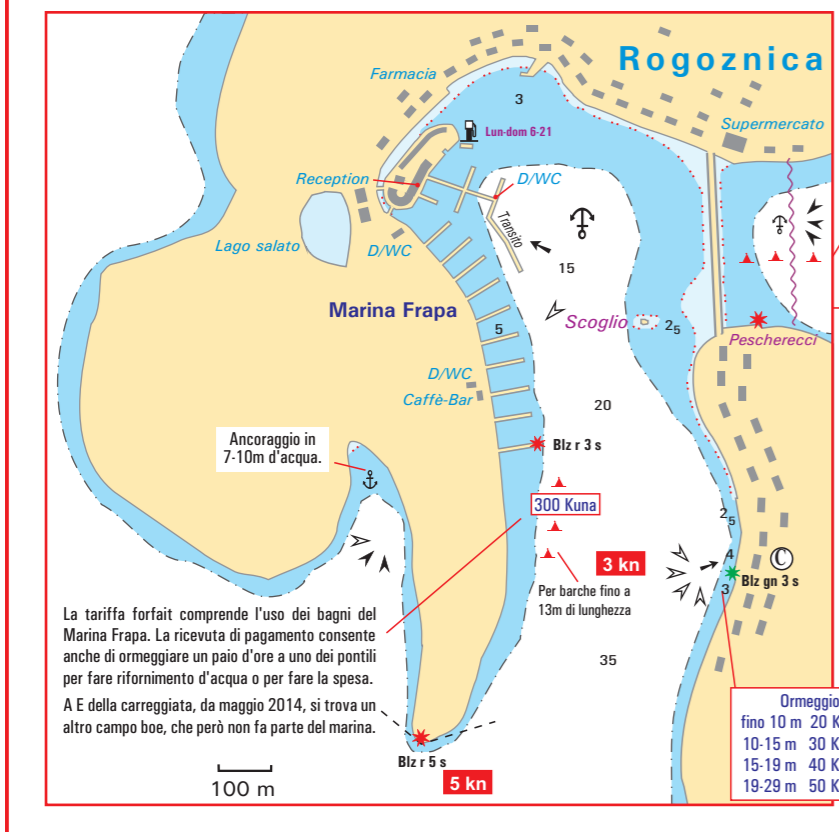 Rogoznica
Farmacia
3
Lun-dom 6-21
Supermercato
Reception
D/WC
Transito
Lago salato
D/WC
15
Marina Frapa
5
Scoglio
2 5
Pescherecci
D/WC
Caffè-Bar
20
Ancoraggio in
7-10m d'acqua.
Blz r 3 s
300 Kuna
2 5
3 kn
4
C
Per barche fino a
13m di lunghezza
3
Blz gn 3 s
La tariffa forfait comprende l'uso dei bagni del
Marina Frapa. La ricevuta di pagamento consente
anche di ormeggiare un paio d'ore a uno dei pontili
per fare rifornimento d'acqua o per fare la spesa.
A E della carreggiata, da maggio 2014, si trova un
altro campo boe, che però non fa parte del marina.
35
Blz r 5 s
5 kn
100 m
Ormeggio
fino 10 m 20 K
10-15 m 30 K
15-19 m 40 K
19-29 m 50 K